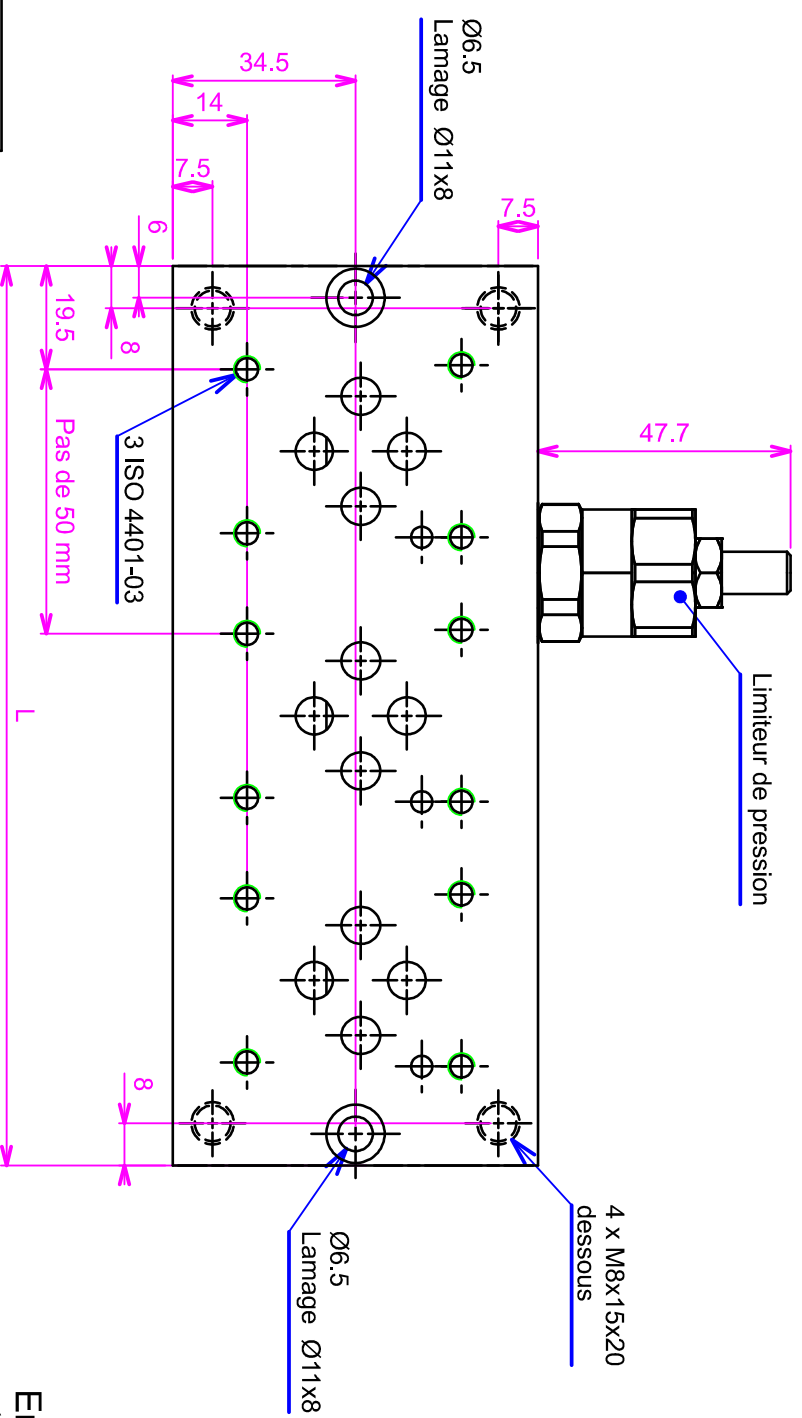 Ø6.5
Lamage Ø11x8
34.5
14
7.5
7.5
47.7
6
8
19.5
Pas de 50 mm
3 ISO 4401-03
L
Limiteur de pression
8
4 x M8x15x20
dessous
Ø6.5
Lamage Ø11x8